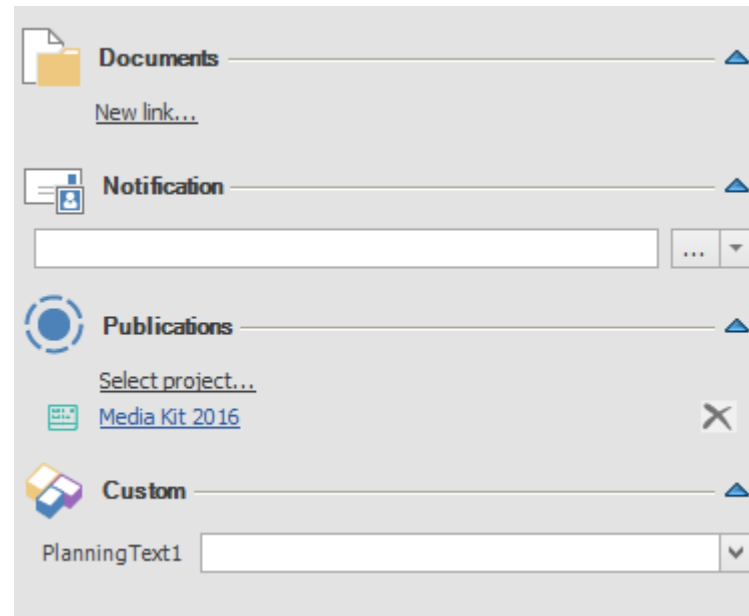 Documents
New link...
Notification
...
Publications
Select project...
Media Kit 2016
Custom
PlanningText1